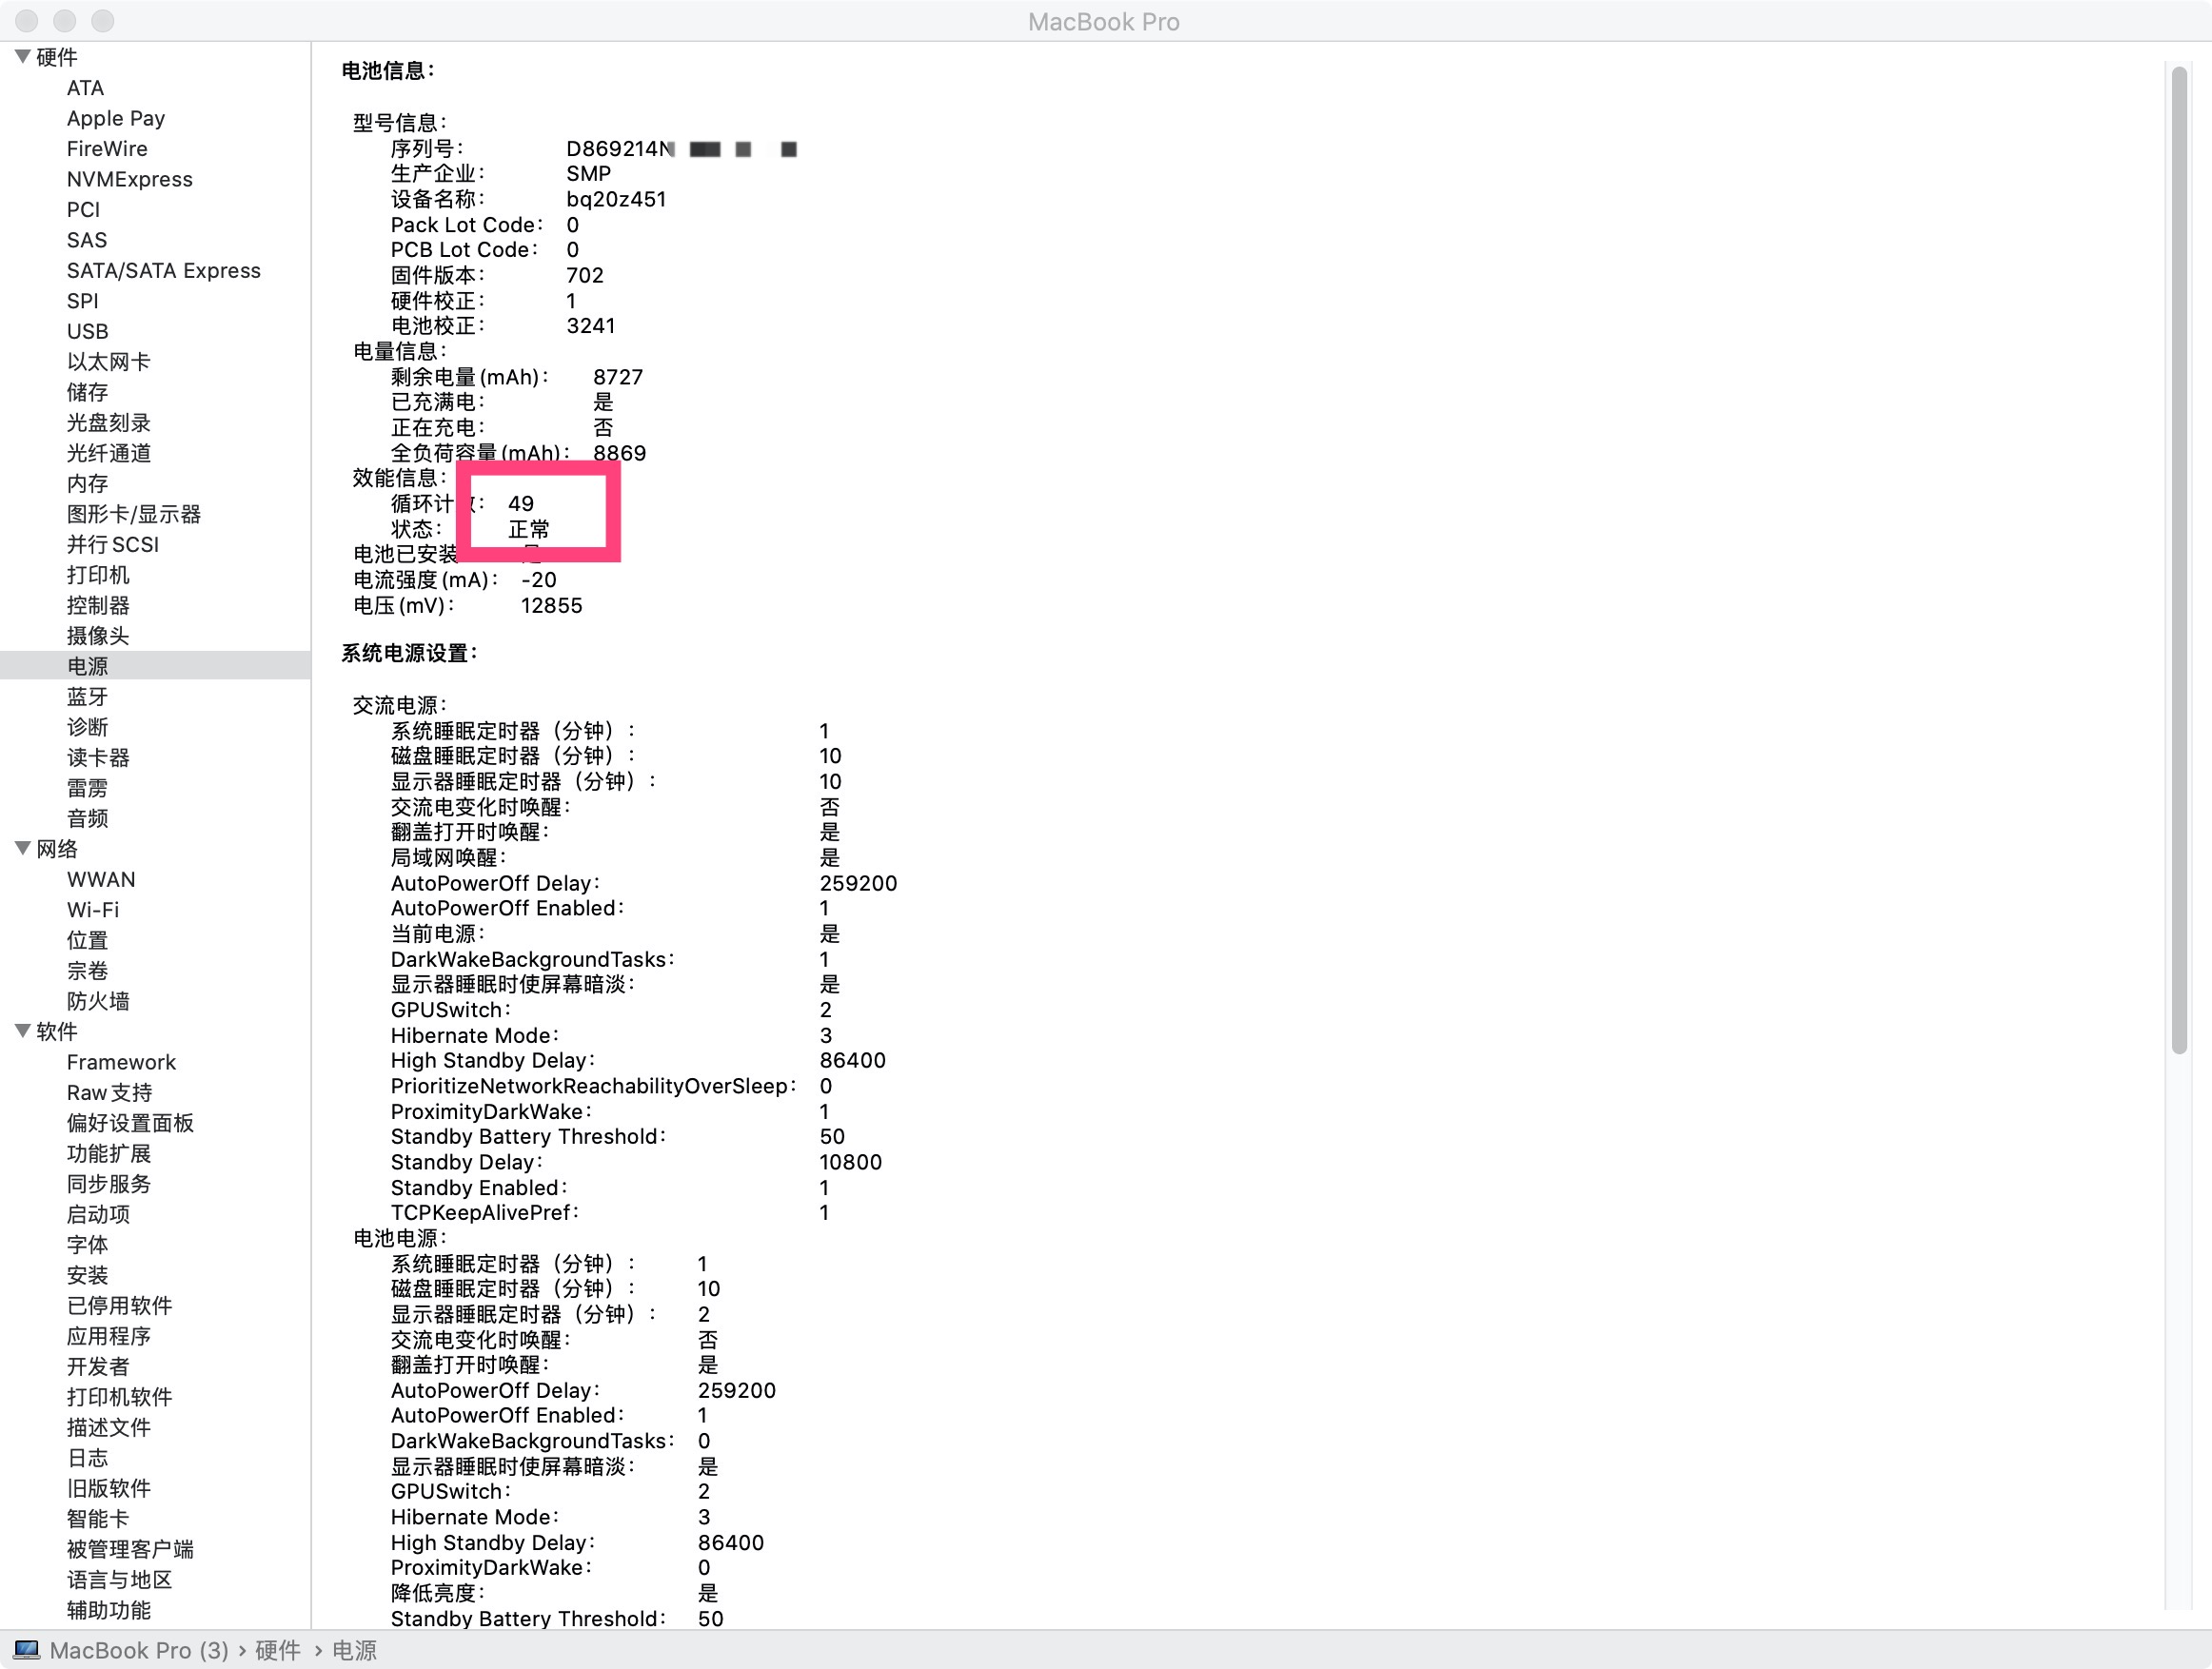 MacBook Pro
硬件
ATA
Apple Pay
FireWire
NVMExpress
PCI
SAS
SATA/SATA Express
SPI
USB
以太网卡
储存
光盘刻录
光纤通道
内存
图形卡/显示器
并行 SCSI
打印机
控制器
摄像头
电源
蓝牙
诊断
读卡器
雷雳
音频
网络
WWAN
Wi-Fi
位置
宗卷
防火墙
软件
Framework
Raw 支持
偏好设置面板
功能扩展
同步服务
启动项
字体
安装
已停用软件
应用程序
开发者
打印机软件
描述文件
日志
旧版软件
智能卡
被管理客户端
语言与地区
辅助功能
电池信息：
型号信息：
序列号： D869214N
生产企业： SMP
设备名称： bq20z451
Pack Lot Code： 0
PCB Lot Code： 0
固件版本： 702
硬件校正： 1
电池校正： 3241
电量信息：
剩余电量 (mAh)： 8727
已充满电： 是
正在充电： 否
全负荷容量 (mAh)： 8869
效能信息：
循环计数： 49
状态： 正常
电池已安装
电流强度 (mA)： -20
电压 (mV)： 12855
系统电源设置：
交流电源：
系统睡眠定时器（分钟）： 1
磁盘睡眠定时器（分钟）： 10
显示器睡眠定时器（分钟）： 10
交流电变化时唤醒： 否
翻盖打开时唤醒： 是
局域网唤醒： 是
AutoPowerOff Delay： 259200
AutoPowerOff Enabled： 1
当前电源： 是
DarkWakeBackgroundTasks： 1
显示器睡眠时使屏幕暗淡： 是
GPUSwitch： 2
Hibernate Mode： 3
High Standby Delay： 86400
PrioritizeNetworkReachabilityOverSleep： 0
ProximityDarkWake： 1
Standby Battery Threshold： 50
Standby Delay： 10800
Standby Enabled： 1
TCPKeepAlivePref： 1
电池电源：
系统睡眠定时器（分钟）： 1
磁盘睡眠定时器（分钟）： 10
显示器睡眠定时器（分钟）： 2
交流电变化时唤醒： 否
翻盖打开时唤醒： 是
AutoPowerOff Delay： 259200
AutoPowerOff Enabled： 1
DarkWakeBackgroundTasks： 0
显示器睡眠时使屏幕暗淡： 是
GPUSwitch： 2
Hibernate Mode： 3
High Standby Delay： 86400
ProximityDarkWake： 0
降低亮度： 是
Standby Battery Threshold： 50
MacBook Pro (3) › 硬件 › 电源